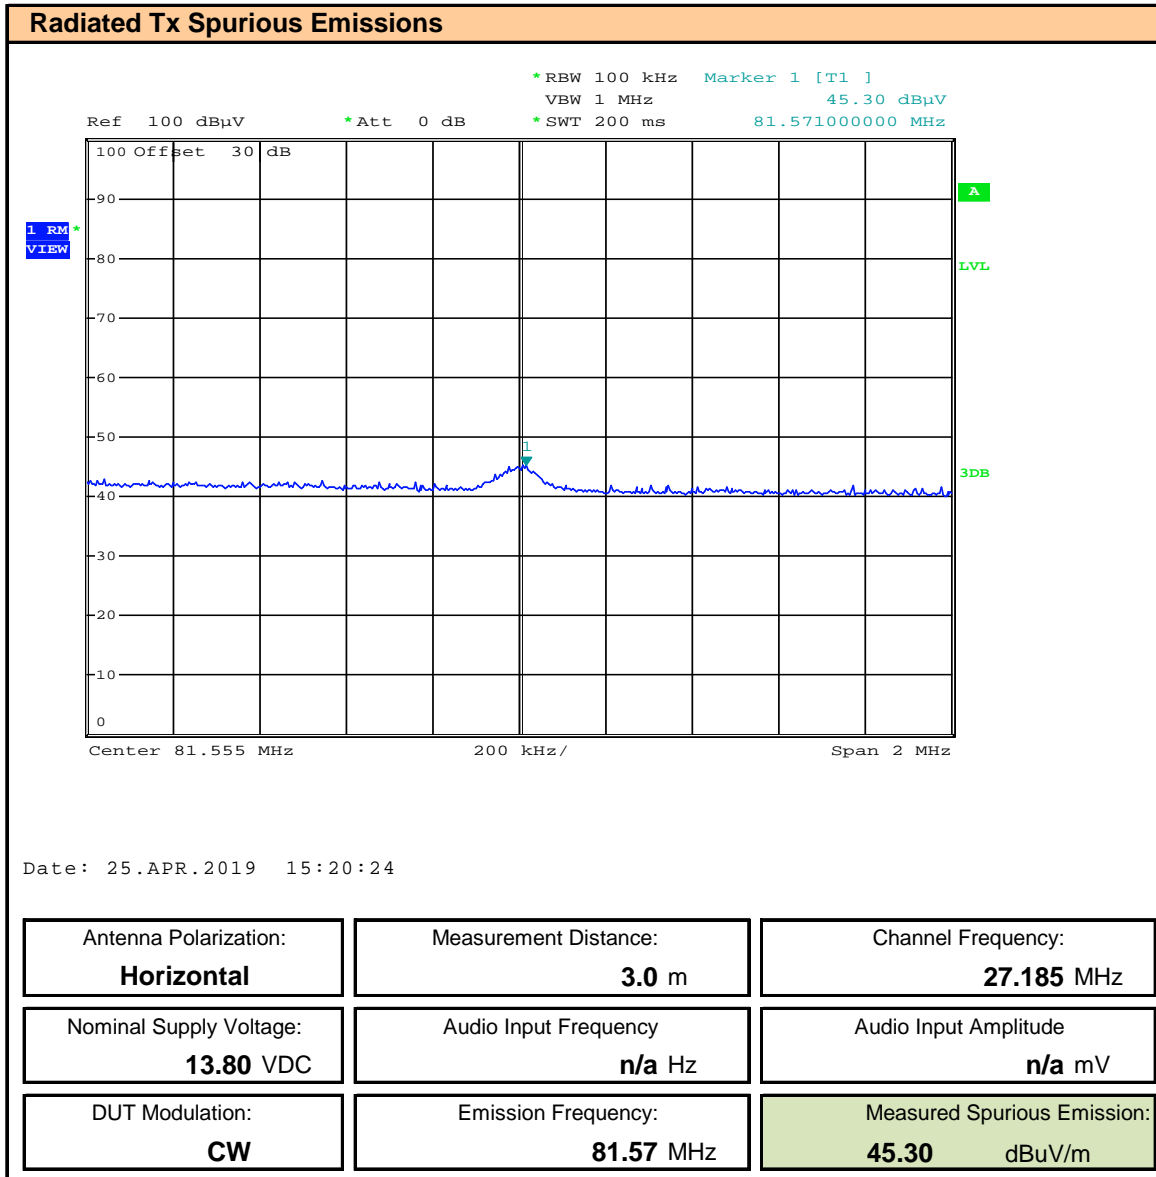 Radiated Tx Spurious Emissions
*RBW 100 kHz Marker 1 [T1 ]
VBW 1 MHz 45.30 dBµV
Ref 100 dBµV *Att 0 dB *SWT 200 ms 81.571000000 MHz
100 Offset 30 dB
A
90
1 RM *
VIEW
80
LVL
70
60
50
1
3DB
40
30
20
10
0
Center 81.555 MHz 200 kHz/ Span 2 MHz
Date: 25.APR.2019 15:20:24
Antenna Polarization: Measurement Distance: Channel Frequency:
Horizontal 3.0 m 27.185 MHz
Nominal Supply Voltage: Audio Input Frequency Audio Input Amplitude
13.80 VDC n/a Hz n/a mV
DUT Modulation: Emission Frequency: Measured Spurious Emission:
CW 81.57 MHz 45.30 dBuV/m